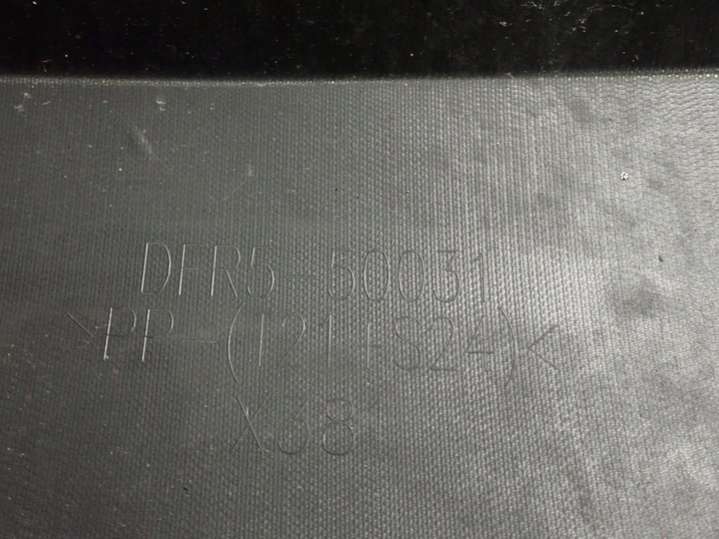 DFR5-50031
>PP-(T21+S24)<
X68